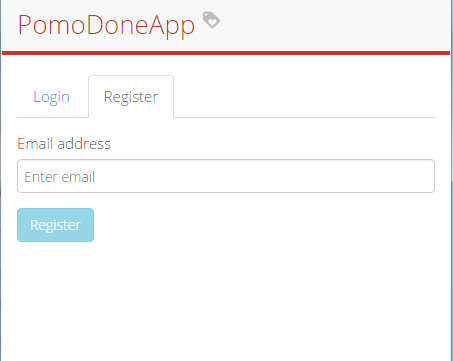 PomoDoneApp
Login Register
Email address
Enter email
Register